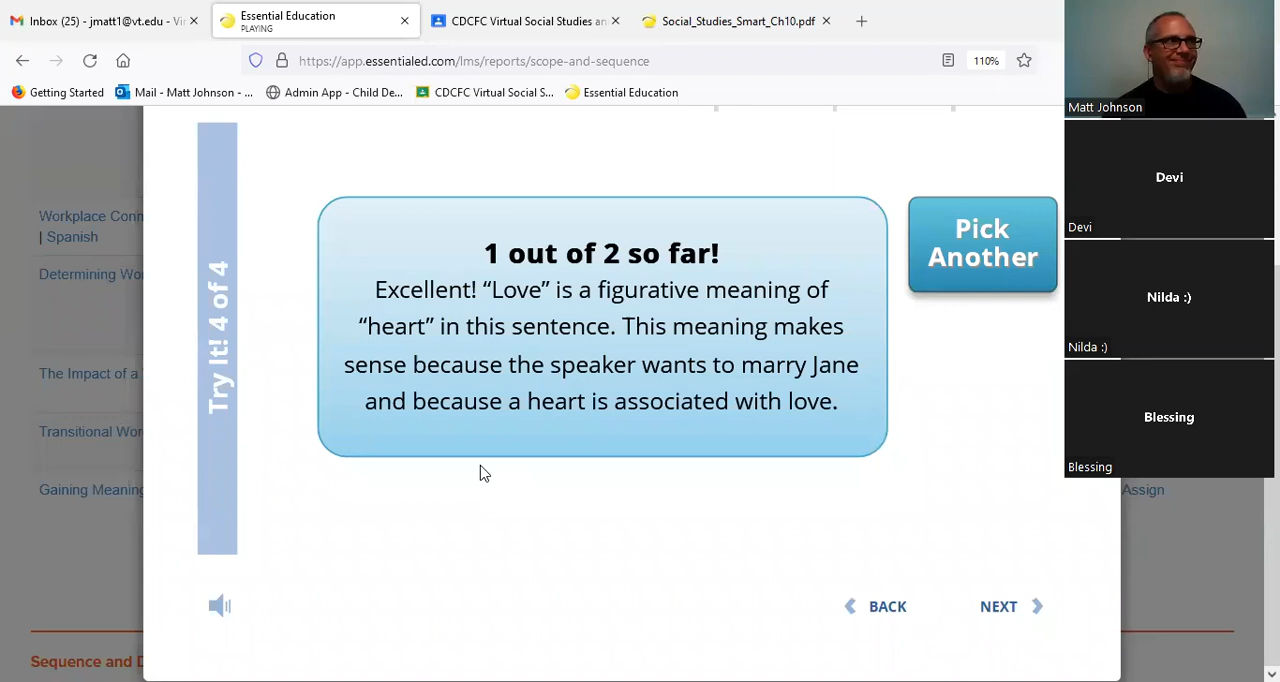 Inbox (25) - jmatt1@vt.edu - Vir
Essential Education
PLAYING
CDCFC Virtual Social Studies an
Social_Studies_Smart_Ch10.pdf
https://app.essentialed.com/lms/reports/scope-and-sequence
110%
Getting Started
Mail - Matt Johnson - ...
Admin App - Child De...
CDCFC Virtual Social S...
Essential Education
Matt Johnson
Devi
Devi
Nilda :)
Nilda :)
Blessing
Blessing
Workplace Conn
| Spanish
Determining Wo
The Impact of a
Transitional Wor
Gaining Meaning
Assign
Sequence and D
Try It! 4 of 4
1 out of 2 so far!
Excellent! “Love” is a figurative meaning of
“heart” in this sentence. This meaning makes
sense because the speaker wants to marry Jane
and because a heart is associated with love.
Pick
Another
BACK
NEXT